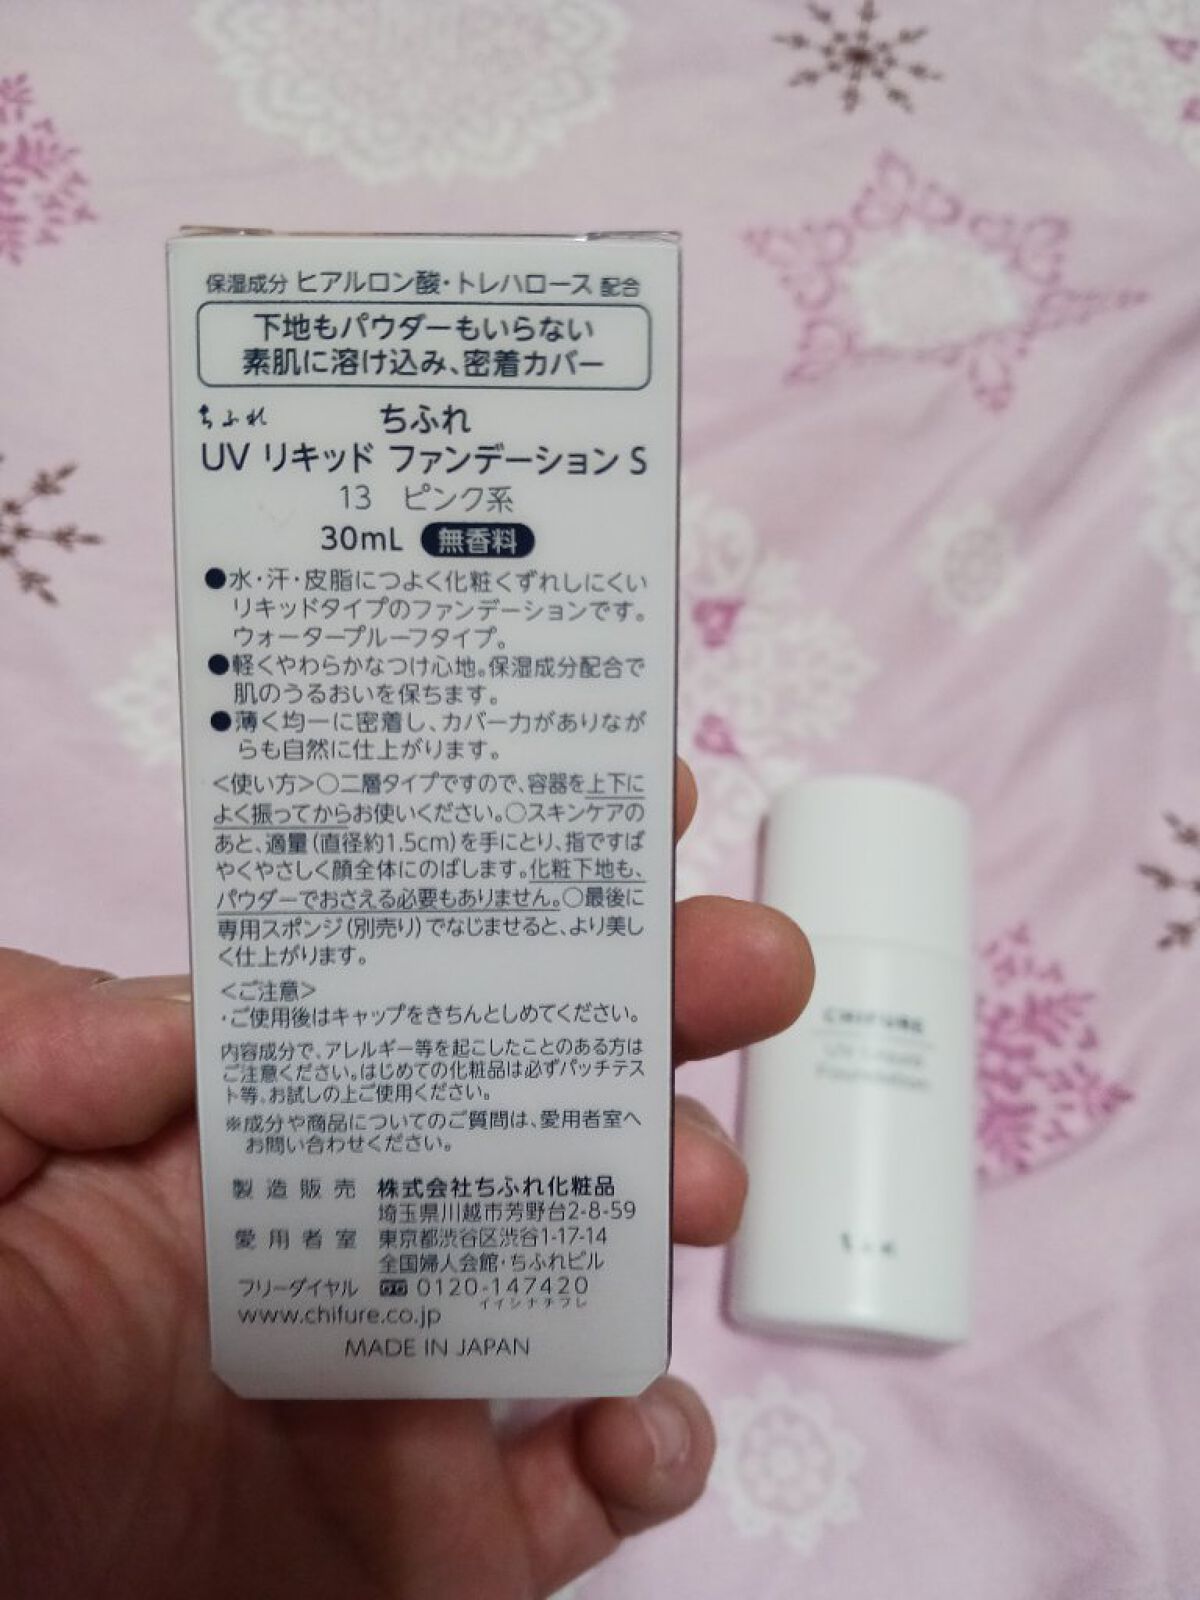 保湿成分 ヒアルロン酸・トレハロース 配合
下地もパウダーもいらない
素肌に溶け込み、密着カバー
ちふれ ちふれ
UV リキッド ファンデーション S
13 ピンク系
30mL 無香料
●水・汗・皮脂につよく化粧くずれしにくい
リキッドタイプのファンデーションです。
ウォータープルーフタイプ。
●軽くやわらかなつけ心地。保湿成分配合で
肌のうるおいを保ちます。
●薄く均一に密着し、カバー力がありなが
らも自然に仕上がります。
<使い方>○二層タイプですので、容器を上下に
よく振ってからお使いください。○スキンケアの
あと、適量(直径約1.5cm)を手にとり、指ですば
やくやさしく顔全体にのばします。化粧下地も、
パウダーでおさえる必要もありません。○最後に
専用スポンジ(別売り)でなじませると、より美し
く仕上がります。
<ご注意>
・ご使用後はキャップをきちんとしめてください。
内容成分で、アレルギー等を起こしたことのある方は
ご注意ください。はじめての化粧品は必ずパッチテス
ト等、お試しの上ご使用ください。
※成分や商品についてのご質問は、愛用者室へ
お問い合わせください。
製造販売 株式会社ちふれ化粧品
埼玉県川越市芳野台2-8-59
愛用者室 東京都渋谷区渋谷1-17-14
全国婦人会館・ちふれビル
フリーダイヤル 0120-147420
イイシナチフレ
www.chifure.co.jp
MADE IN JAPAN
CHIFURE
UV Liquid
Foundation
ちふれ